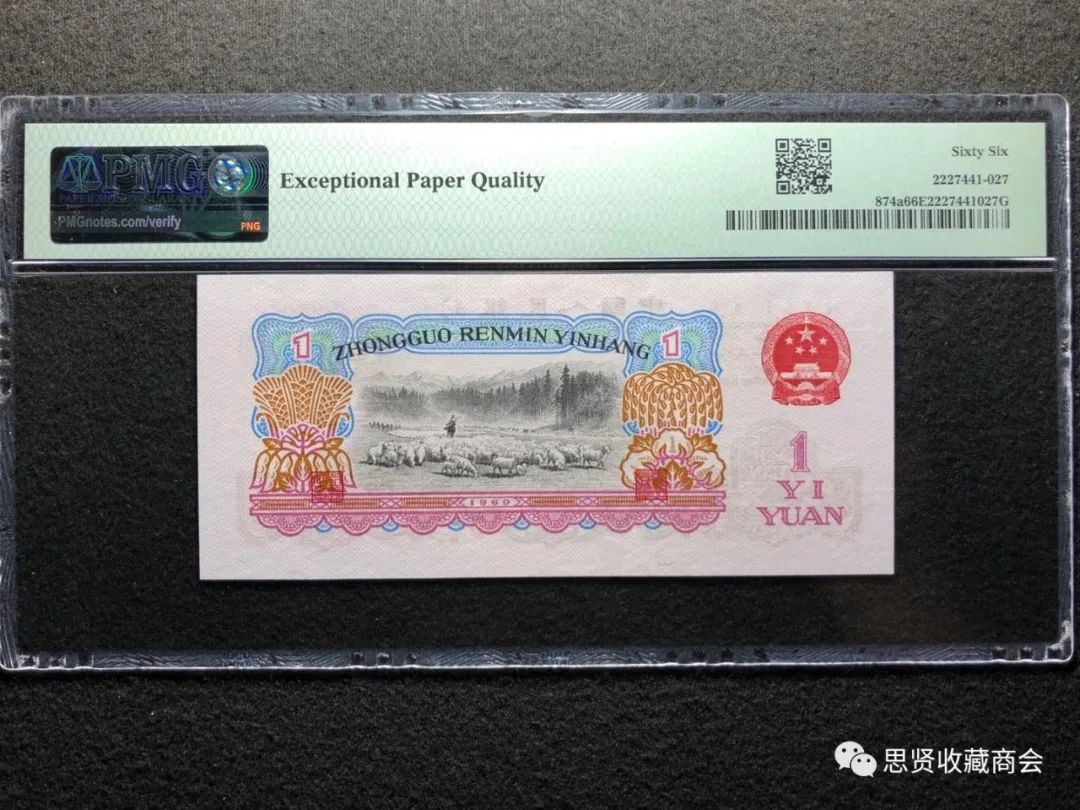 PMG
PMGnotes.com/verify
PNG
Exceptional Paper Quality
Sixty Six
2227441-027
874a66E2227441027G
1
ZHONGGUO RENMIN YINHANG
1
1960
1
YI
YUAN
思贤收藏商会